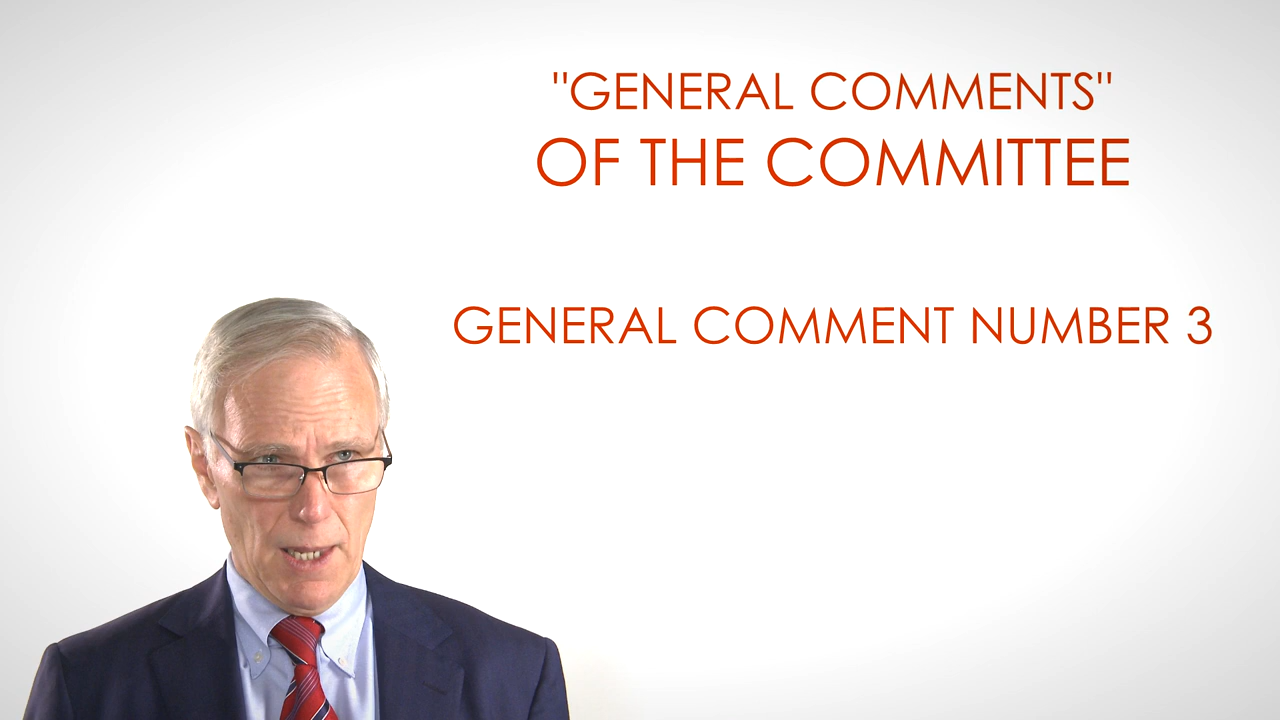 "GENERAL COMMENTS"
OF THE COMMITTEE
GENERAL COMMENT NUMBER 3